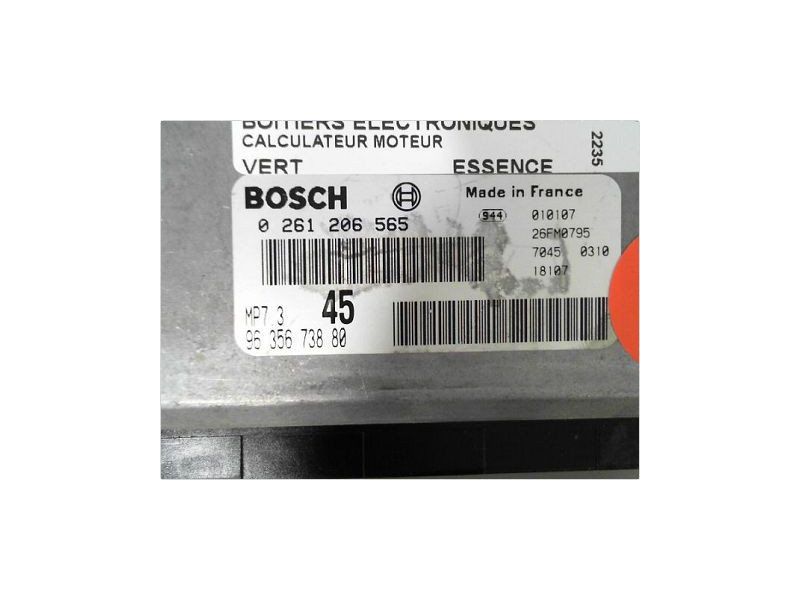 BOITIERS ELECTRONIQUES
CALCULATEUR MOTEUR
VERT ESSENCE
2235
BOSCH Made in France
0 261 206 565
944 010107
26FM0795
7045 0310
18107
MP7.3 45
96 356 738 80